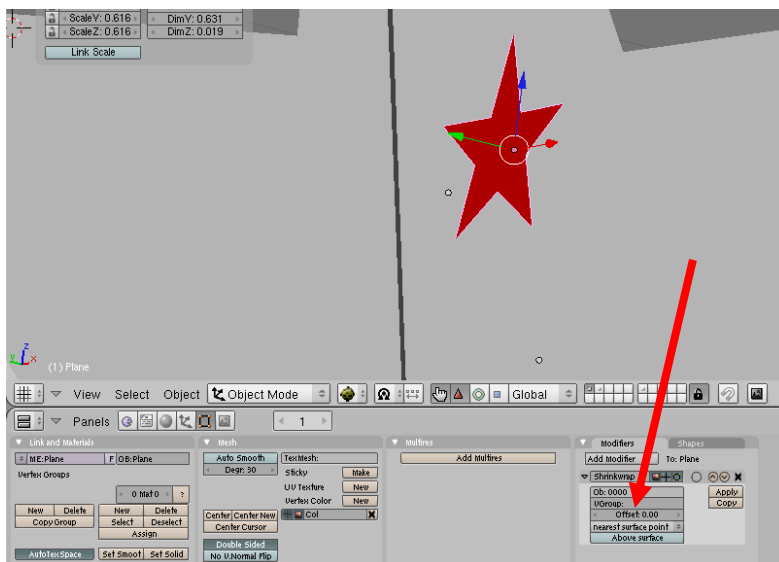 ScaleY: 0.616 DimY: 0.631
ScaleZ: 0.616 DimZ: 0.019
Link Scale
z
y x
(1) Plane
View Select Object Object Mode Global
Panels 1
Link and Materials
ME:Plane F OB:Plane
Vertex Groups
0 Mat 0 ?
New Delete New Delete
Copy Group Select Deselect
Assign
AutoTexSpace Set Smoot Set Solid
Mesh
Auto Smooth TexMesh:
Degr: 30 Sticky Make
UV Texture New
Vertex Color New
Center Center New Col
Center Cursor
Double Sided
No V.Normal Flip
Multires
Add Multires
Modifiers Shapes
Add Modifier To: Plane
Shrinkwrap
Ob: 0000 Apply
VGroup: Copy
Offset: 0.00
nearest surface point
Above surface